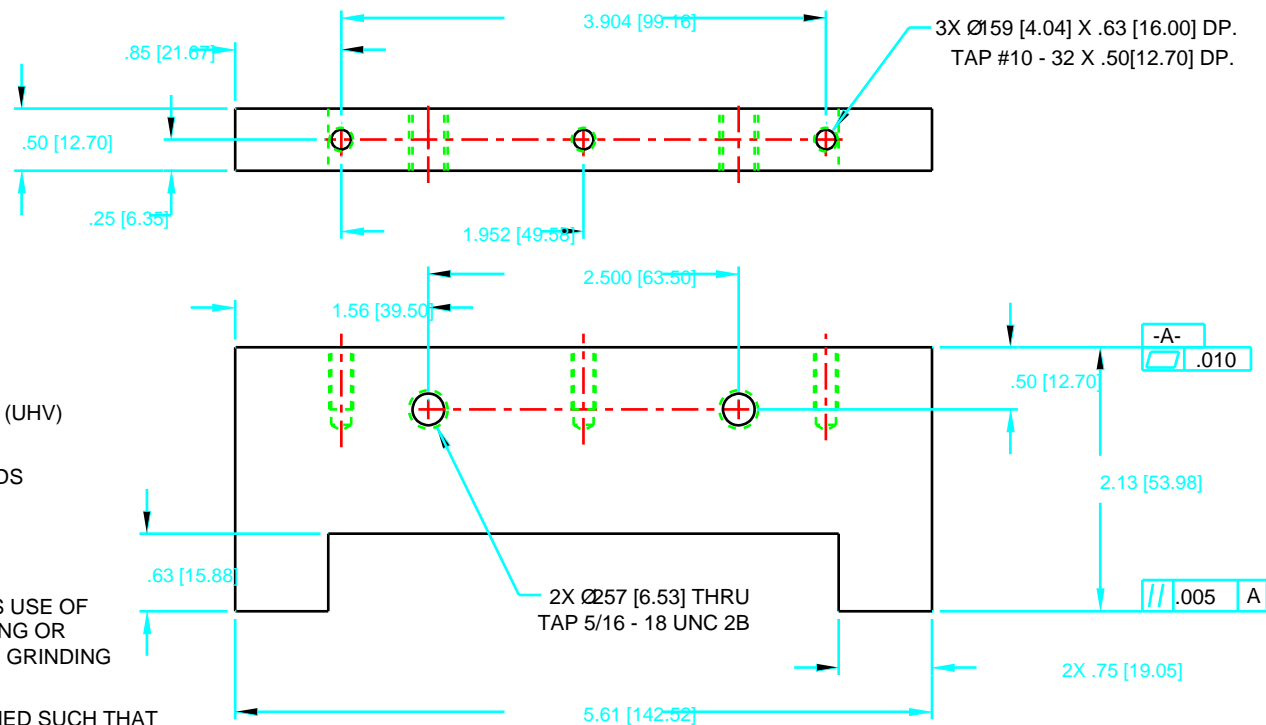 3.904 [99.16]
3X Ø159 [4.04] X .63 [16.00] DP.
.85 [21.67]
TAP #10 - 32 X .50[12.70] DP.
.50 [12.70]
.25 [6.35]
1.952 [49.58]
2.500 [63.50]
1.56 [39.50]
-A-
.010
.50 [12.70]
(UHV)
DS
2.13 [53.98]
.63 [15.88]
2X Ø257 [6.53] THRU
// .005 A
S USE OF
TAP 5/16 - 18 UNC 2B
NG OR
GRINDING
2X .75 [19.05]
5.61 [142.52]
NED SUCH THAT